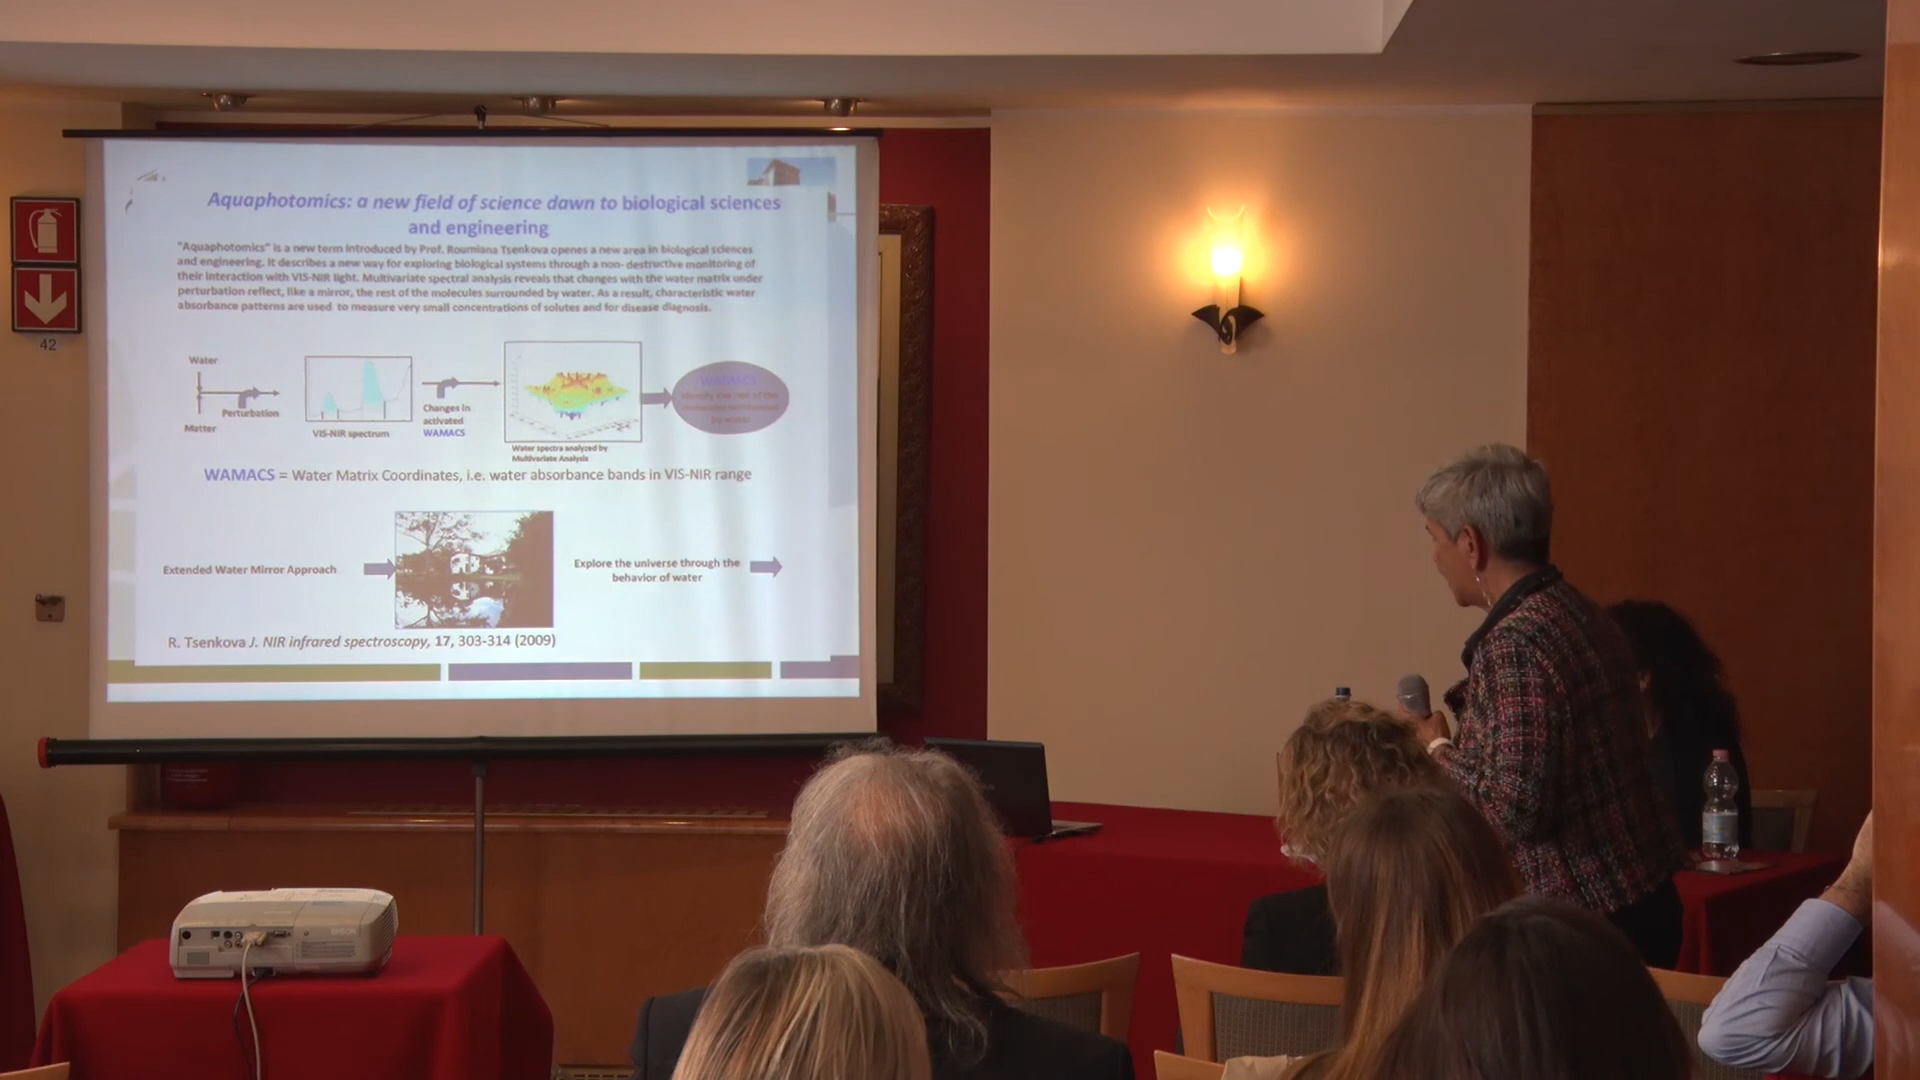 Aquaphotomics: a new field of science dawn to biological sciences
and engineering
"Aquaphotomics" is a new term introduced by Prof. Roumiana Tsenkova openes a new area in biological sciences
and engineering. It describes a new way for exploring biological systems through a non- destructive monitoring of
their interaction with VIS-NIR light. Multivariate spectral analysis reveals that changes with the water matrix under
perturbation reflect, like a mirror, the rest of the molecules surrounded by water. As a result, characteristic water
absorbance patterns are used to measure very small concentrations of solutes and for disease diagnosis.
Water
Perturbation
Matter
VIS-NIR spectrum
Changes in
activated
WAMACS
Water spectra analyzed by
Multivariate Analysis
WAMACS
by water
WAMACS = Water Matrix Coordinates, i.e. water absorbance bands in VIS-NIR range
Extended Water Mirror Approach
Explore the universe through the
behavior of water
R. Tsenkova J. NIR infrared spectroscopy, 17, 303-314 (2009)
42
EPSON